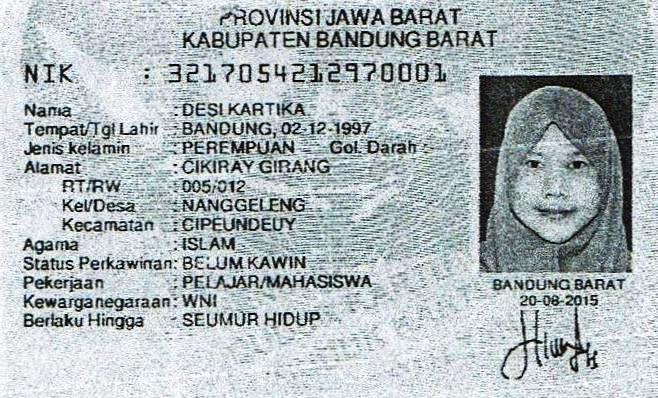 PROVINSI JAWA BARAT
KABUPATEN BANDUNG BARAT
NIK : 3217054212970001
Nama : DESI KARTIKA
Tempat/Tgl Lahir : BANDUNG, 02-12-1997
Jenis kelamin : PEREMPUAN Gol. Darah :
Alamat : CIKIRAY GIRANG
RT/RW : 005/012
Kel/Desa : NANGGELENG
Kecamatan : CIPEUNDEUY
Agama : ISLAM
Status Perkawinan: BELUM KAWIN
Pekerjaan : PELAJAR/MAHASISWA
Kewarganegaraan: WNI
Berlaku Hingga : SEUMUR HIDUP
BANDUNG BARAT
20-08-2015